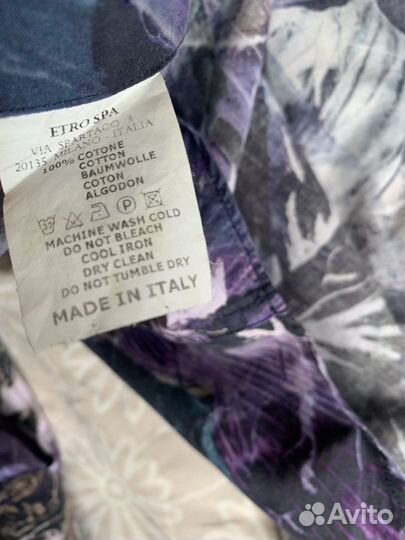 ETRO SPA
VIA SPARTACO 3
20135 MILANO - ITALIA
100% COTONE
COTTON
BAUMWOLLE
COTON
ALGODON
MACHINE WASH COLD
DO NOT BLEACH
COOL IRON
DRY CLEAN
DO NOT TUMBLE DRY
MADE IN ITALY
Avito